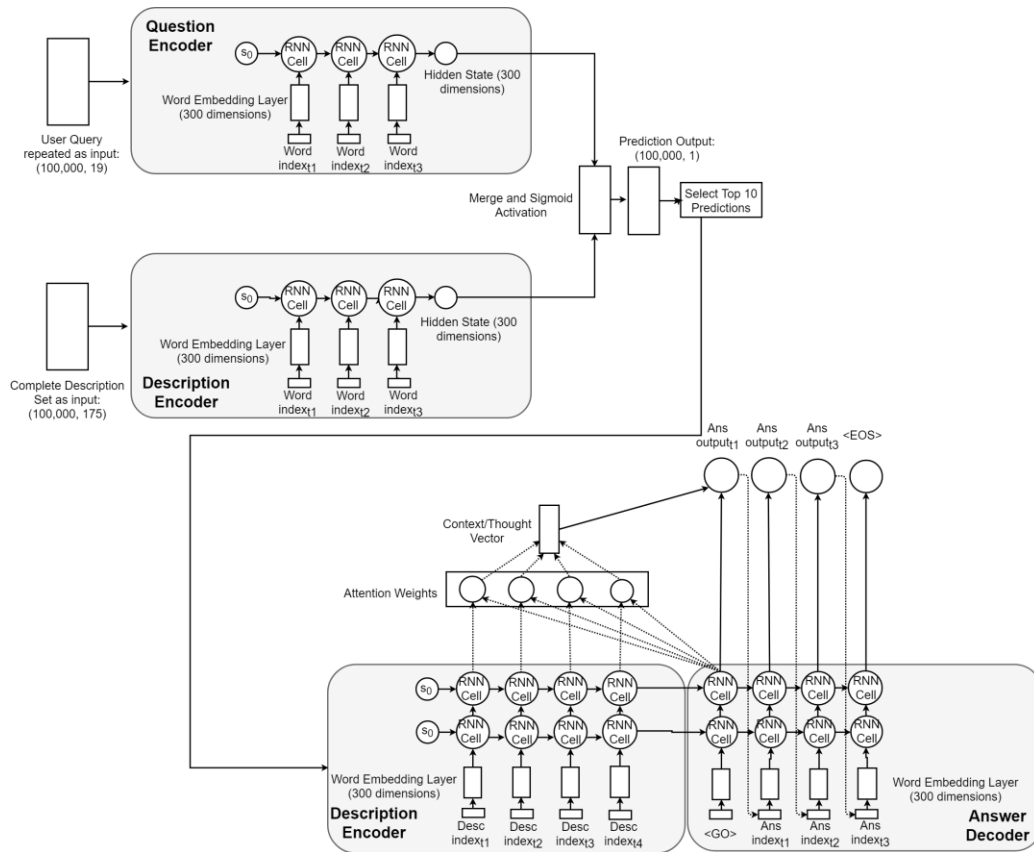 Question
Encoder
s0
RNN
Cell
RNN
Cell
RNN
Cell
Hidden State (300
dimensions)
Word Embedding Layer
(300 dimensions)
Word
indext1
Word
indext2
Word
indext3
User Query
repeated as input:
(100,000, 19)
Prediction Output:
(100,000, 1)
Merge and Sigmoid
Activation
Select Top 10
Predictions
s0
RNN
Cell
RNN
Cell
RNN
Cell
Hidden State (300
dimensions)
Word Embedding Layer
(300 dimensions)
Description
Encoder
Word
indext1
Word
indext2
Word
indext3
Complete Description
Set as input:
(100,000, 175)
Ans
outputt1
Ans
outputt2
Ans
outputt3
<EOS>
Context/Thought
Vector
Attention Weights
s0
RNN
Cell
RNN
Cell
RNN
Cell
RNN
Cell
RNN
Cell
RNN
Cell
RNN
Cell
RNN
Cell
s0
RNN
Cell
RNN
Cell
RNN
Cell
RNN
Cell
RNN
Cell
RNN
Cell
RNN
Cell
RNN
Cell
Word Embedding Layer
(300 dimensions)
Description
Encoder
Desc
indext1
Desc
indext2
Desc
indext3
Desc
indext4
<GO>
Ans
indext1
Ans
indext2
Ans
indext3
Word Embedding Layer
(300 dimensions)
Answer
Decoder